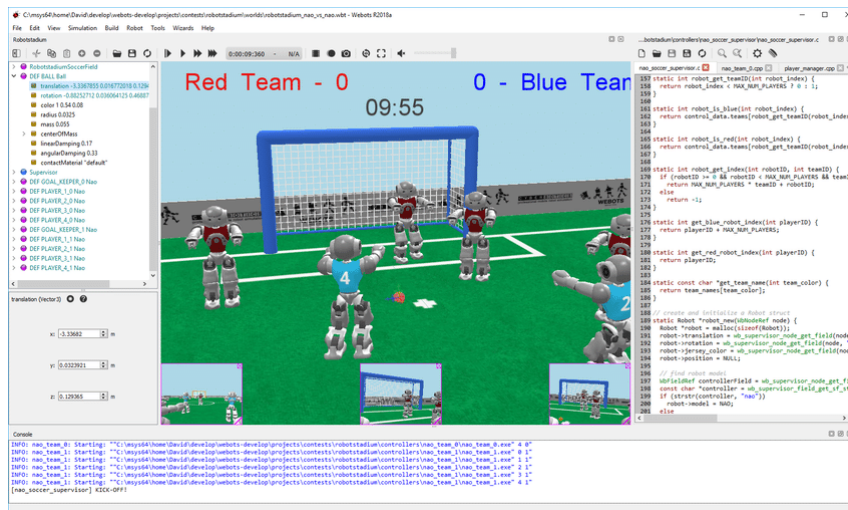 C:\msys64\home\David\develop\webots-develop\projects\contests\robotstadium\worlds\robotstadium_nao_vs_nao.wbt - Webots R2018a
File Edit View Simulation Build Robot Tools Wizards Help
Robotstadium
0:00:09:360 - N/A
RobotstadiumSoccerField
DEF BALL Ball
translation -3.3367855 0.016772018 0.1294
rotation -0.88252712 0.036064125 0.46887
color 1 0.54 0.08
radius 0.0325
mass 0.055
centerOfMass
linearDamping 0.17
angularDamping 0.33
contactMaterial "default"
Supervisor
DEF GOAL_KEEPER_0 Nao
DEF PLAYER_1_0 Nao
DEF PLAYER_2_0 Nao
DEF PLAYER_3_0 Nao
DEF PLAYER_4_0 Nao
DEF GOAL_KEEPER_1 Nao
DEF PLAYER_1_1 Nao
DEF PLAYER_2_1 Nao
DEF PLAYER_3_1 Nao
DEF PLAYER_4_1 Nao
translation (Vector3)
x: -3.33682 m
y: 0.0323921 m
z: 0.129365 m
Red Team - 0
0 - Blue Tean
09:55
WEBOTS
4
2
...botstadium\controllers\nao_soccer_supervisor\nao_soccer_supervisor.c
nao_soccer_supervisor.c nao_team_0.cpp player_manager.cpp
157 static int robot_get_teamID(int robot_index) {
158 return robot_index < MAX_NUM_PLAYERS ? 0 : 1;
159 }
160
161 static int robot_is_blue(int robot_index) {
162 return control_data.teams[robot_get_teamID(robot_
163 }
164
165 static int robot_is_red(int robot_index) {
166 return control_data.teams[robot_get_teamID(robot_
167 }
168
169 static int robot_get_index(int robotID, int teamID) {
170 if (robotID >= 0 && robotID < MAX_NUM_PLAYERS && team
171 return MAX_NUM_PLAYERS * teamID + robotID;
172 else
173 return -1;
174 }
175
176 static int get_blue_robot_index(int playerID) {
177 return playerID + MAX_NUM_PLAYERS;
178 }
179
180 static int get_red_robot_index(int playerID) {
181 return playerID;
182 }
183
184 static const char *get_team_name(int team_color) {
185 return team_names[team_color];
186 }
187
188 // create and initialize a Robot struct
189 static Robot *robot_new(WbNodeRef node) {
190 Robot *robot = malloc(sizeof(Robot));
191 robot->translation = wb_supervisor_node_get_field(node
192 robot->rotation = wb_supervisor_node_get_field(node, "
193 robot->jersey_color = wb_supervisor_node_get_field(nod
194 robot->position = NULL;
195
196 // find robot model
197 WbFieldRef controllerField = wb_supervisor_node_get_fi
198 const char *controller = wb_supervisor_field_get_sf_st
199 if (strstr(controller, "nao"))
200 robot->model = NAO;
201 else
Console
INFO: nao_team_0: Starting: ""C:\msys64\home\David\develop\webots-develop\projects\contests\robotstadium\controllers\nao_team_0\nao_team_0.exe" 4 0"
INFO: nao_team_1: Starting: ""C:\msys64\home\David\develop\webots-develop\projects\contests\robotstadium\controllers\nao_team_1\nao_team_1.exe" 0 1"
INFO: nao_team_1: Starting: ""C:\msys64\home\David\develop\webots-develop\projects\contests\robotstadium\controllers\nao_team_1\nao_team_1.exe" 1 1"
INFO: nao_team_1: Starting: ""C:\msys64\home\David\develop\webots-develop\projects\contests\robotstadium\controllers\nao_team_1\nao_team_1.exe" 2 1"
INFO: nao_team_1: Starting: ""C:\msys64\home\David\develop\webots-develop\projects\contests\robotstadium\controllers\nao_team_1\nao_team_1.exe" 3 1"
INFO: nao_team_1: Starting: ""C:\msys64\home\David\develop\webots-develop\projects\contests\robotstadium\controllers\nao_team_1\nao_team_1.exe" 4 1"
[nao_soccer_supervisor] KICK-OFF!